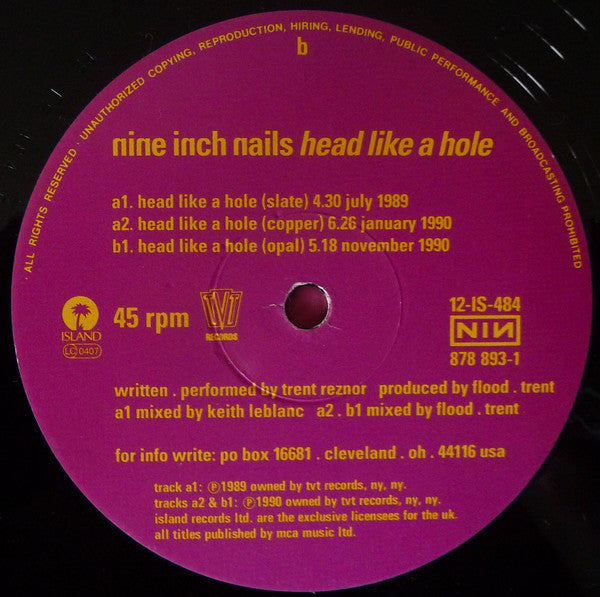 · ALL RIGHTS RESERVED · UNAUTHORIZED COPYING, REPRODUCTION, HIRING, LENDING, PUBLIC PERFORMANCE AND BROADCASTING PROHIBITED
b
nine inch nails head like a hole
a1. head like a hole (slate) 4.30 july 1989
a2. head like a hole (copper) 6.26 january 1990
b1. head like a hole (opal) 5.18 november 1990
ISLAND
LC 0407
45 rpm
TVT
RECORDS
12-IS-484
NIИ
878 893-1
written . performed by trent reznor produced by flood . trent
a1 mixed by keith leblanc a2 . b1 mixed by flood . trent
for info write: po box 16681 . cleveland . oh . 44116 usa
track a1: ℗1989 owned by tvt records, ny, ny.
tracks a2 & b1: ℗1990 owned by tvt records, ny, ny.
island records ltd. are the exclusive licensees for the uk.
all titles published by mca music ltd.